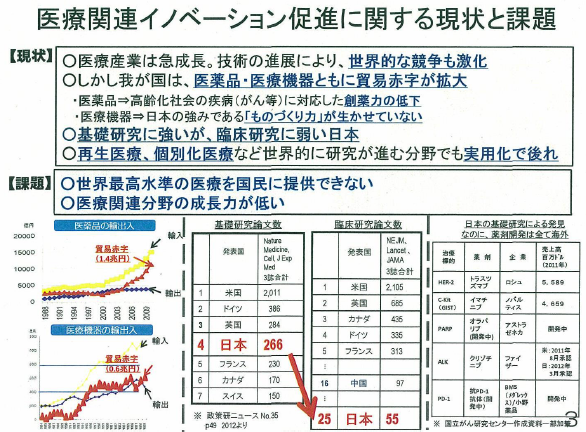 医療関連イノベーション促進に関する現状と課題
【現状】
○医療産業は急成長。技術の進展により、世界的な競争も激化
○しかし我が国は、医薬品・医療機器ともに貿易赤字が拡大
・医薬品⇒高齢化社会の疾病(がん等)に対応した創薬力の低下
・医療機器⇒日本の強みである「ものづくり力」が生かせていない
○基礎研究に強いが、臨床研究に弱い日本
○再生医療、個別化医療など世界的に研究が進む分野でも実用化で後れ
【課題】
○世界最高水準の医療を国民に提供できない
○医療関連分野の成長力が低い
億円
医薬品の輸出入
20000
15000
10000
5000
0
貿易赤字
(1.4兆円)
輸入
輸出
1988
1991
1994
1997
2000
2003
2006
2009
医療機器の輸出入
貿易赤字
(0.6兆円)
輸入
輸出
基礎研究論文数
発表国 Nature Medicine, Cell, J Exp Med 3誌合計
1 米国 2,011
2 ドイツ 386
3 英国 284
4 日本 266
5 フランス 230
6 カナダ 170
7 スイス 150
※ 政策研ニュース No.35
p49 2012より
臨床研究論文数
発表国 NEJM, Lancet, JAMA 3誌合計
1 米国 2,105
2 英国 685
3 カナダ 436
4 ドイツ 336
5 フランス 313
16 中国 97
25 日本 55
日本の基礎研究による発見
なのに、薬剤開発は全て海外
治療標的 薬剤 企業 売上高 百万ドル (2011年)
HER-2 トラスツズマブ ロシュ 5,589
C-Kit (GIST) イマチニブ ノバルティス 4,659
PARP オラパリブ (開発中) アストラゼネカ 開発中
ALK クリゾチニブ ファイザー 米:2011年8月承認 日:2012年3月承認
PD-1 抗PD-1抗体(開発中) BMS (メダレックス)/小野薬品 開発中
※ 国立がん研究センター作成資料一部加筆
3